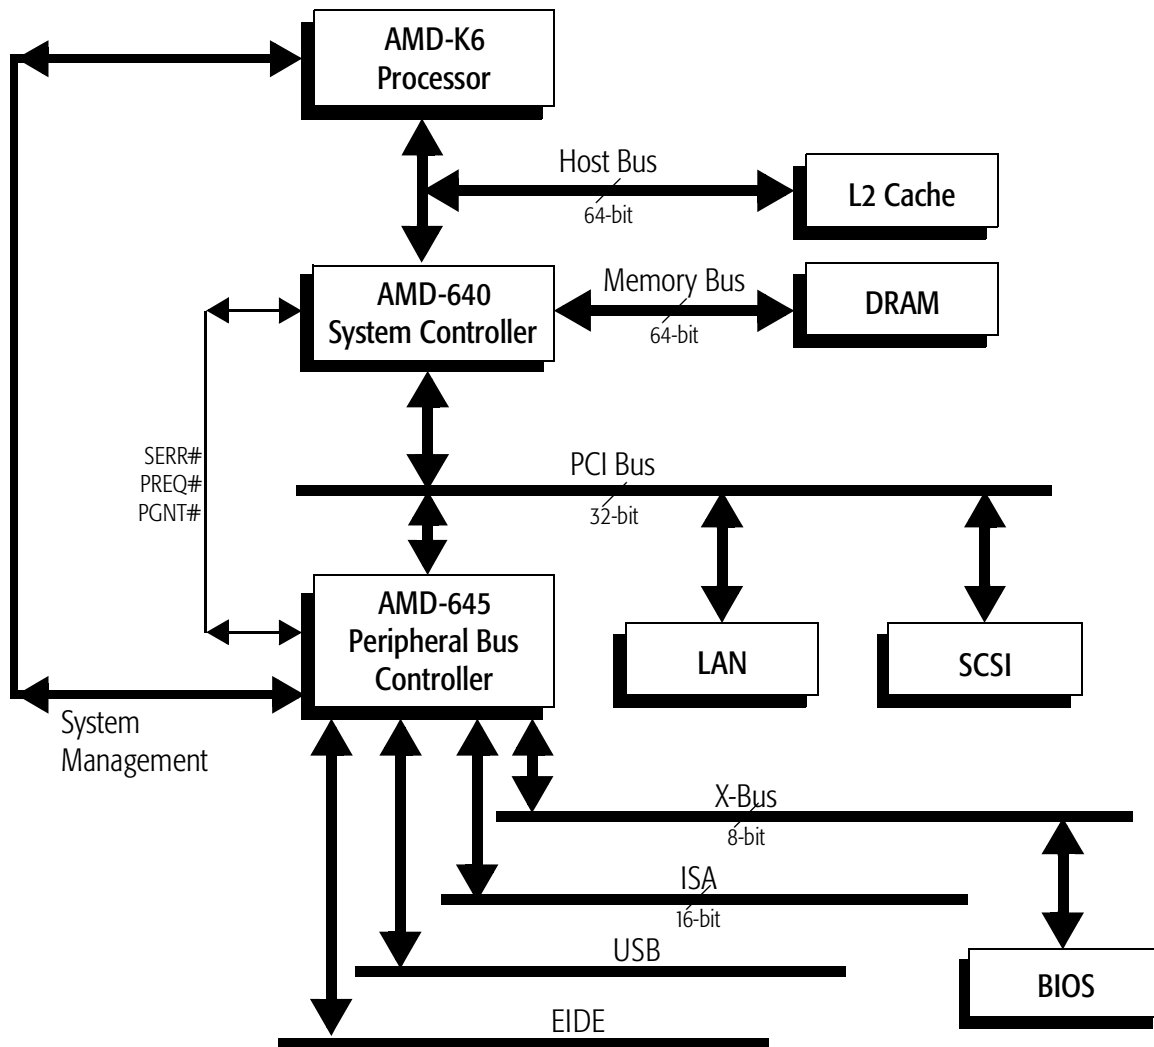 AMD-K6
Processor
Host Bus
64-bit
L2 Cache
AMD-640
System Controller
Memory Bus
64-bit
DRAM
SERR#
PREQ#
PGNT#
PCI Bus
32-bit
AMD-645
Peripheral Bus
Controller
LAN
SCSI
System
Management
X-Bus
8-bit
ISA
16-bit
USB
BIOS
EIDE